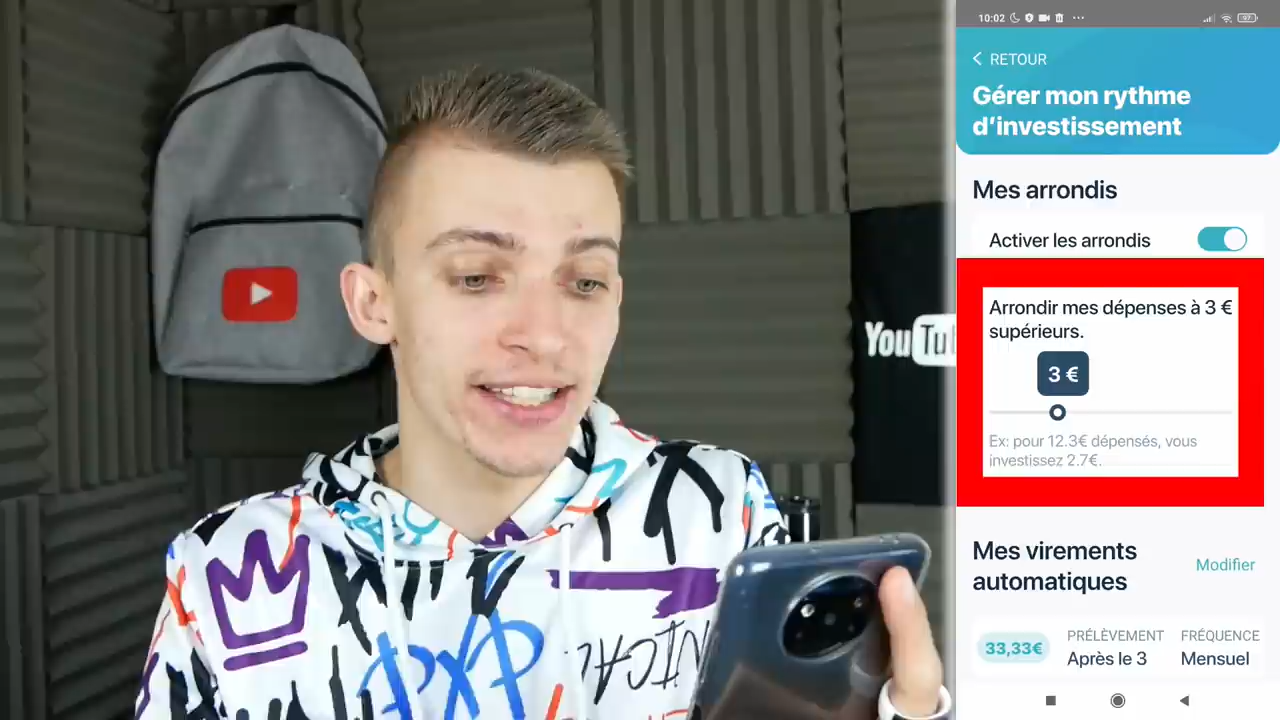 10:02
97
RETOUR
Gérer mon rythme
d’investissement
Mes arrondis
Activer les arrondis
Arrondir mes dépenses à 3 €
supérieurs.
3 €
Ex: pour 12.3€ dépensés, vous
investissez 2.7€.
Mes virements
automatiques
Modifier
33,33€
PRÉLÈVEMENT
Après le 3
FRÉQUENCE
Mensuel
YouTu